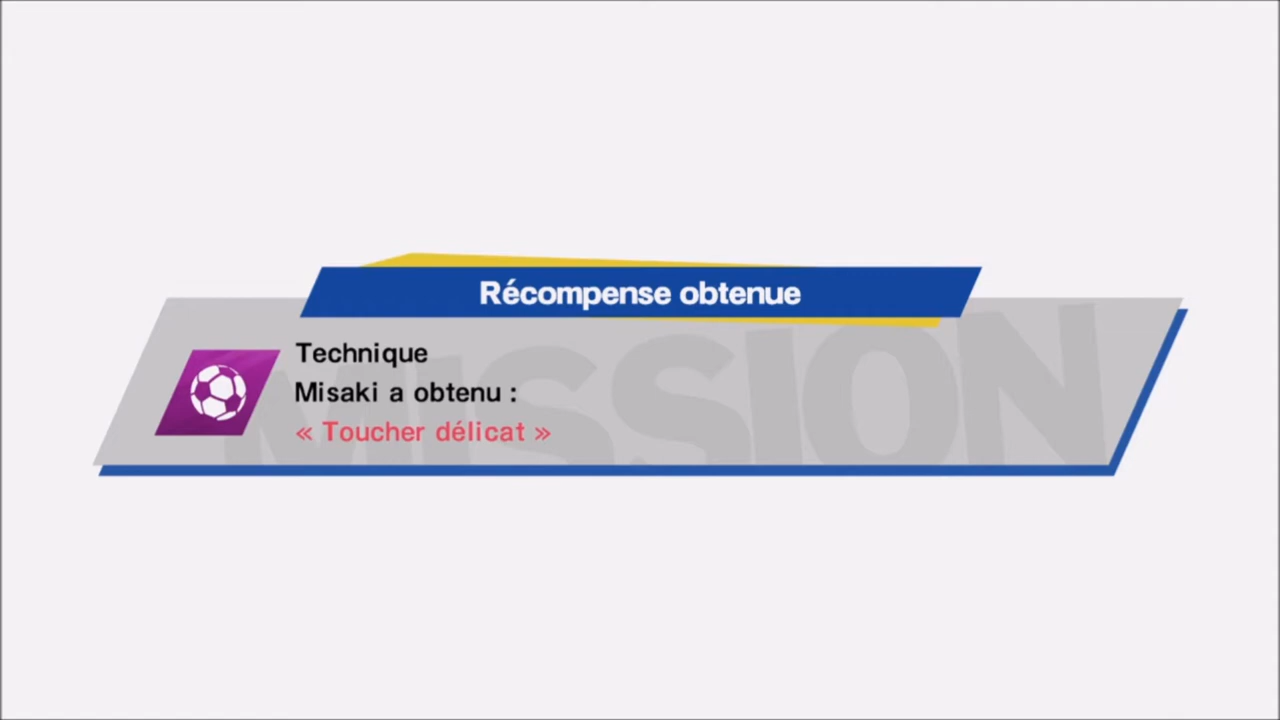 Récompense obtenue
MISSION
Technique
Misaki a obtenu :
« Toucher délicat »